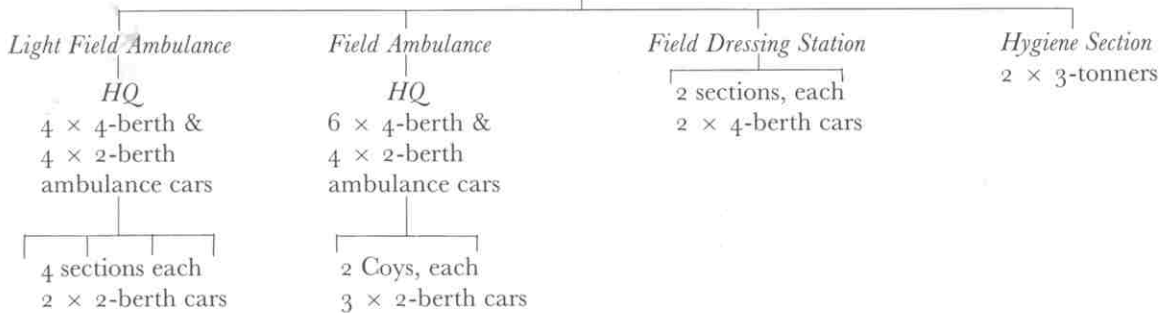 Light Field Ambulance
HQ
4 × 4-berth &
4 × 2-berth
ambulance cars
4 sections each
2 × 2-berth cars
Field Ambulance
HQ
6 × 4-berth &
4 × 2-berth
ambulance cars
2 Coys, each
3 × 2-berth cars
Field Dressing Station
2 sections, each
2 × 4-berth cars
Hygiene Section
2 × 3-tonners